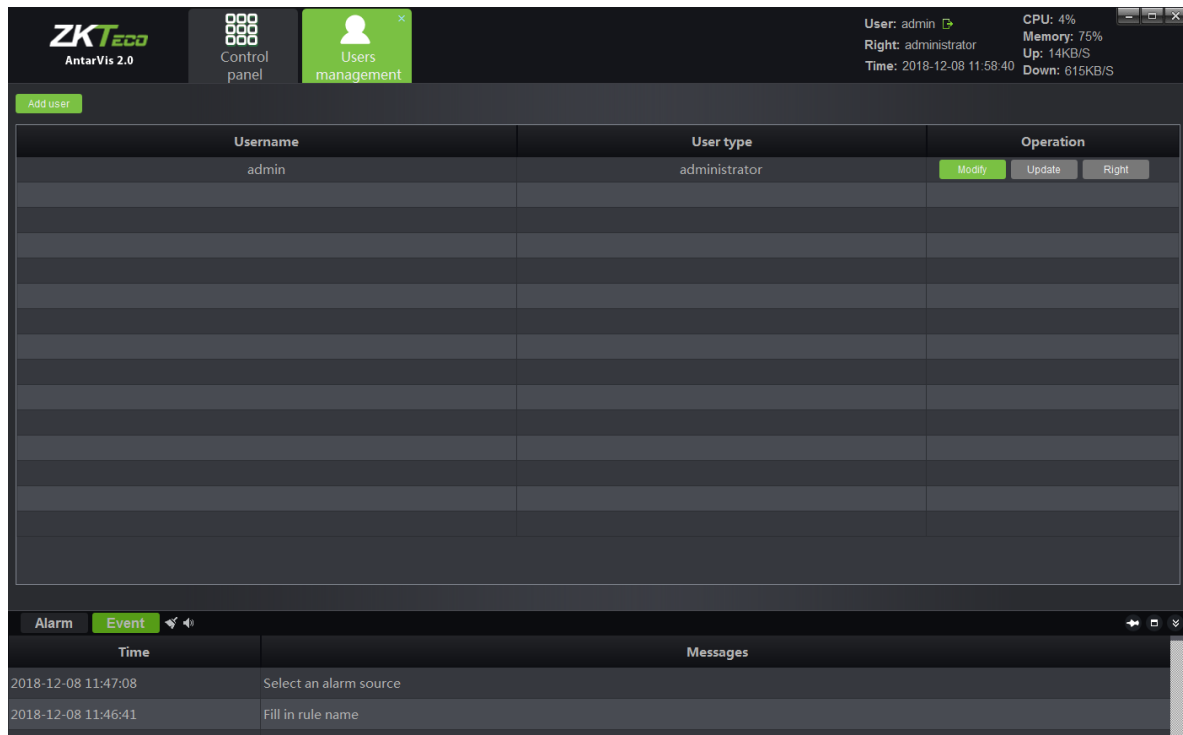 ZKTeco
AntarVis 2.0
Control
panel
Users
management
User: admin
Right: administrator
Time: 2018-12-08 11:58:40
CPU: 4%
Memory: 75%
Up: 14KB/S
Down: 615KB/S
Add user
Username User type Operation
admin administrator Modify Update Right
Alarm Event
Time Messages
2018-12-08 11:47:08 Select an alarm source
2018-12-08 11:46:41 Fill in rule name